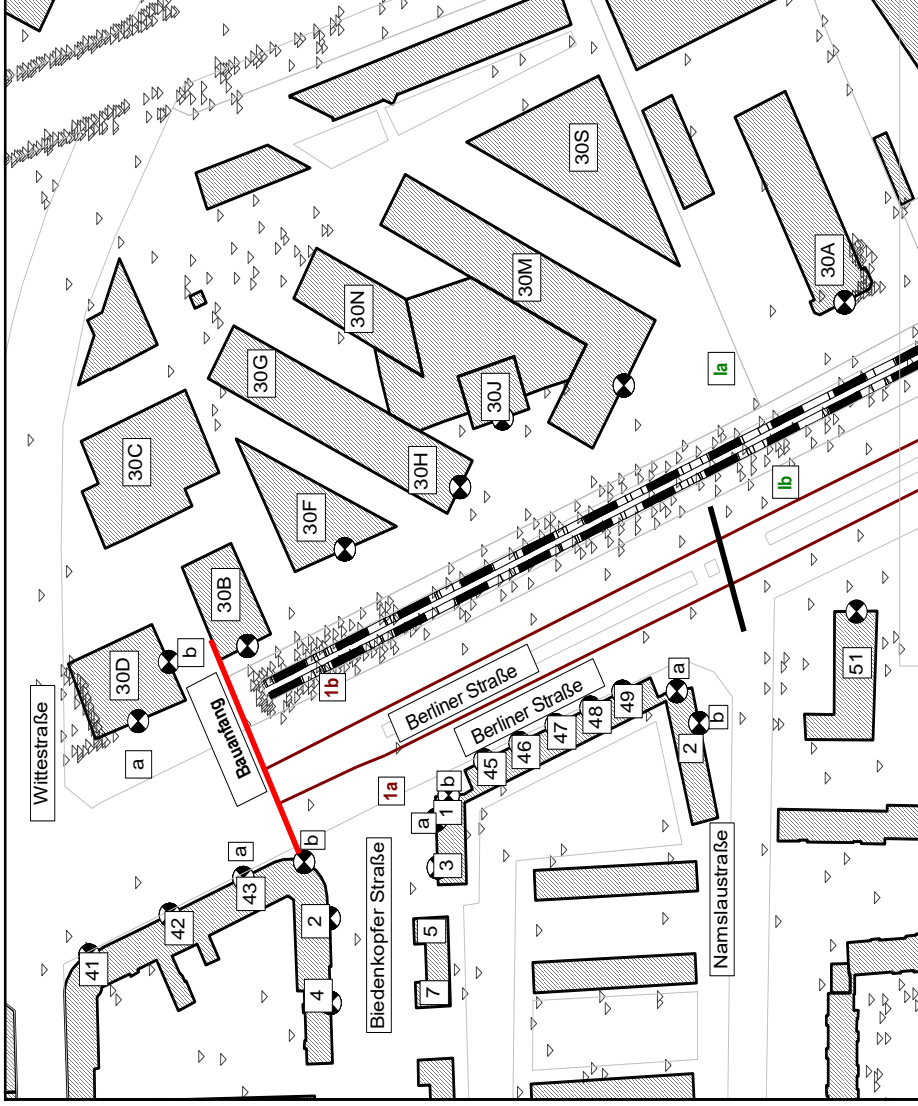 30S
30A
30M
30N
30G
Ia
30J
30C
30H
Ib
30F
30B
b
30D
1b
Berliner Straße
51
Wittestraße
Bauanfang
Berliner Straße
a
49
48
b
47
2
46
45
a
1a
b
1
a
b
a
3
43
Biedenkopfer Straße
Namslaustraße
42
2
5
41
4
7